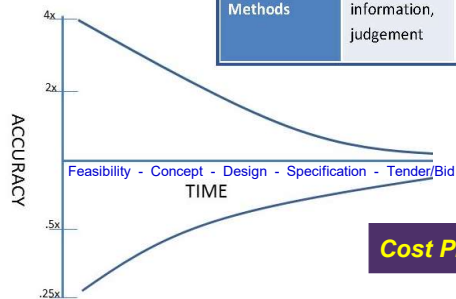 Methods
information,
judgement
4x
2x
ACCURACY
Feasibility - Concept - Design - Specification - Tender/Bid
TIME
.5x
.25x
Cost